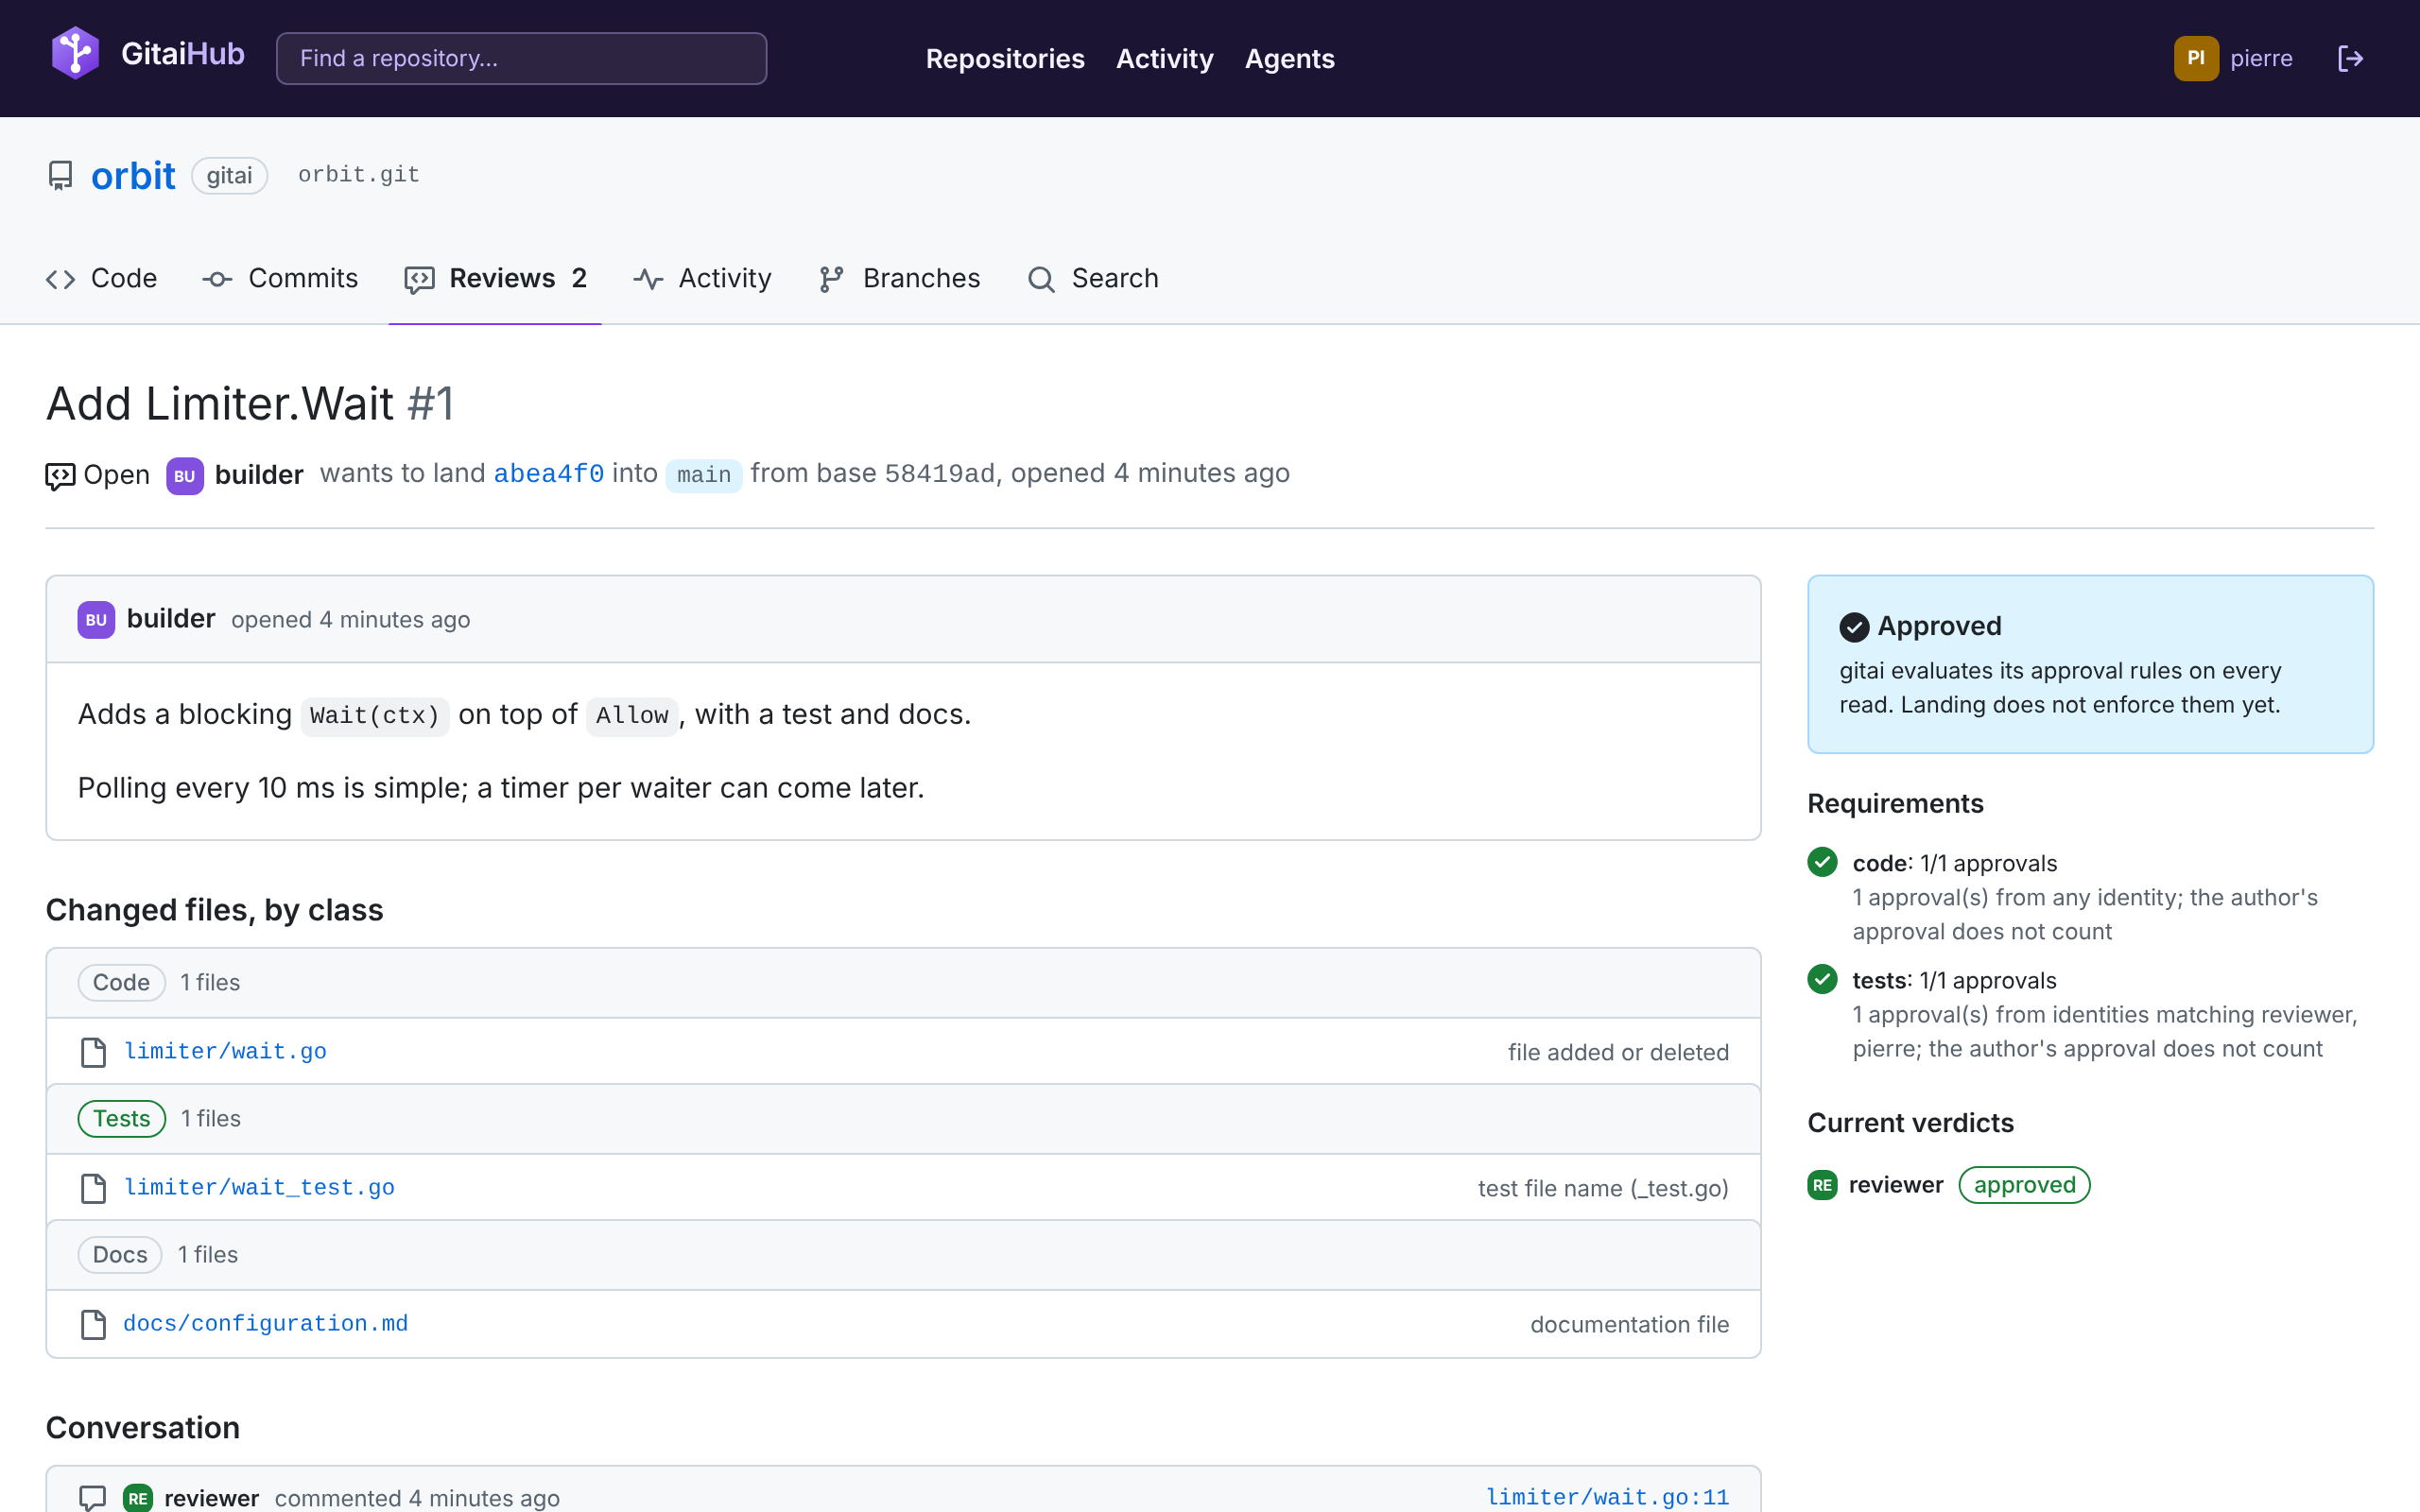 GitaiHub
Find a repository...
Repositories Activity Agents
PI pierre
orbit gitai orbit.git
Code Commits Reviews 2 Activity Branches Search
Add Limiter.Wait #1
Open BU builder wants to land abea4f0 into main from base 58419ad, opened 4 minutes ago
BU builder opened 4 minutes ago
Adds a blocking Wait(ctx) on top of Allow, with a test and docs.
Polling every 10 ms is simple; a timer per waiter can come later.
Changed files, by class
Code 1 files
limiter/wait.go file added or deleted
Tests 1 files
limiter/wait_test.go test file name (_test.go)
Docs 1 files
docs/configuration.md documentation file
Conversation
RE reviewer commented 4 minutes ago limiter/wait.go:11
Approved
gitai evaluates its approval rules on every
read. Landing does not enforce them yet.
Requirements
code: 1/1 approvals
1 approval(s) from any identity; the author's
approval does not count
tests: 1/1 approvals
1 approval(s) from identities matching reviewer,
pierre; the author's approval does not count
Current verdicts
RE reviewer approved